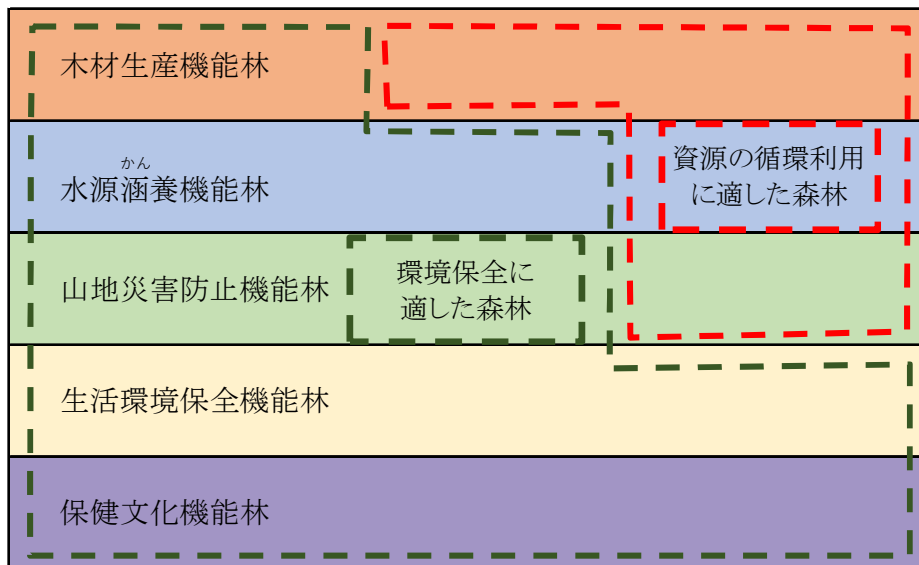 木材生産機能林
かん
水源涵養機能林
資源の循環利用
に適した森林
山地災害防止機能林
環境保全に
適した森林
生活環境保全機能林
保健文化機能林